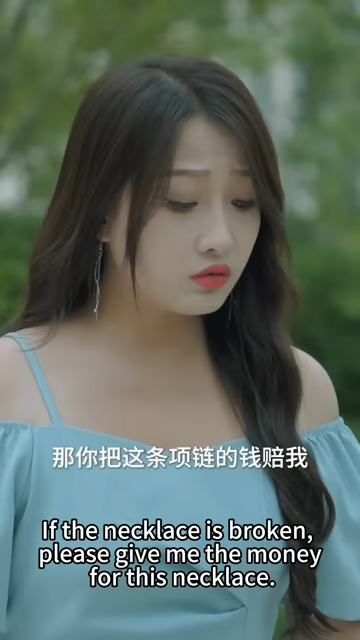 那你把这条项链的钱赔我
If the necklace is broken,
please give me the money
for this necklace.